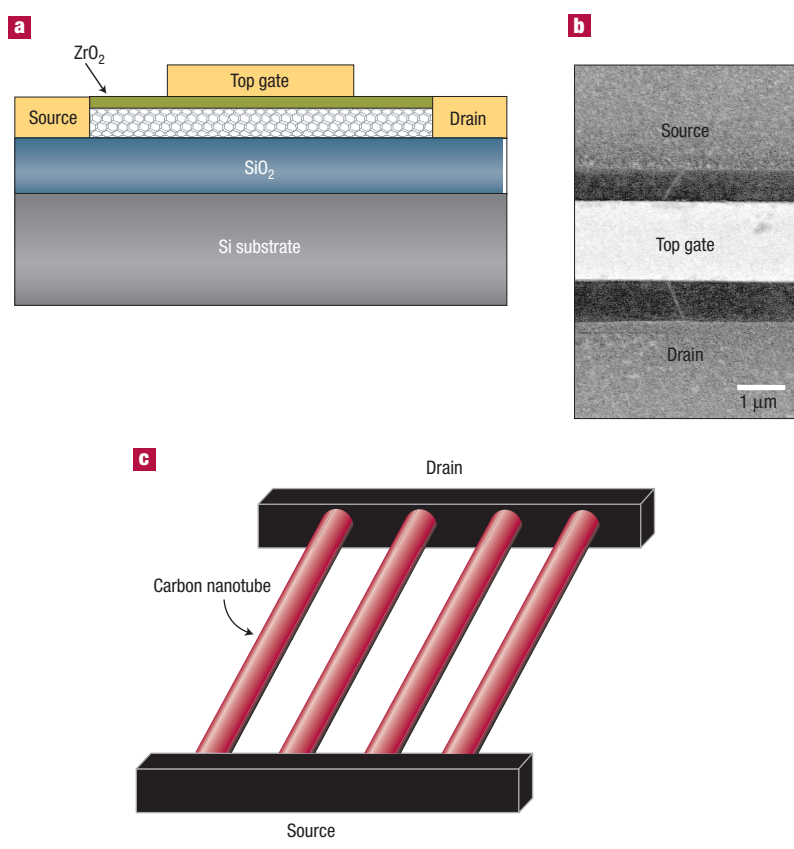 a
ZrO₂
Top gate
Source
Drain
SiO₂
Si substrate
b
Source
Top gate
Drain
1 μm
c
Drain
Carbon nanotube
Source